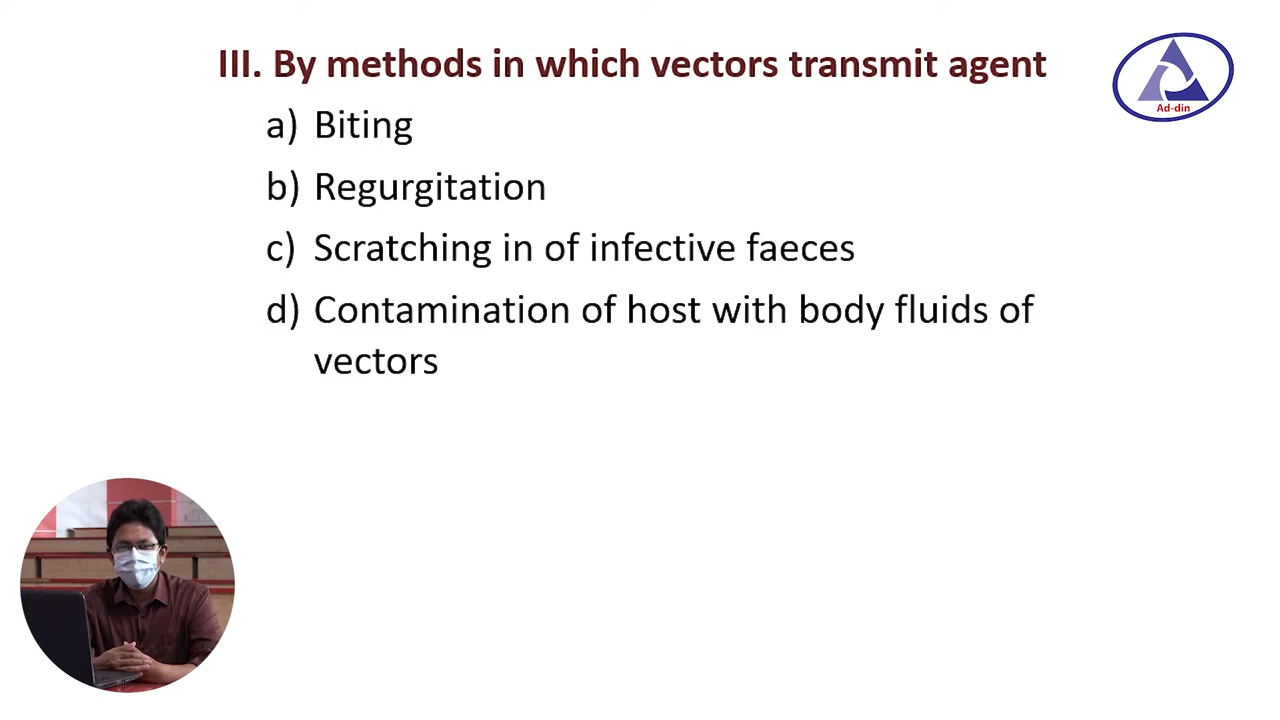 III. By methods in which vectors transmit agent
a) Biting
b) Regurgitation
c) Scratching in of infective faeces
d) Contamination of host with body fluids of
vectors
Ad-din